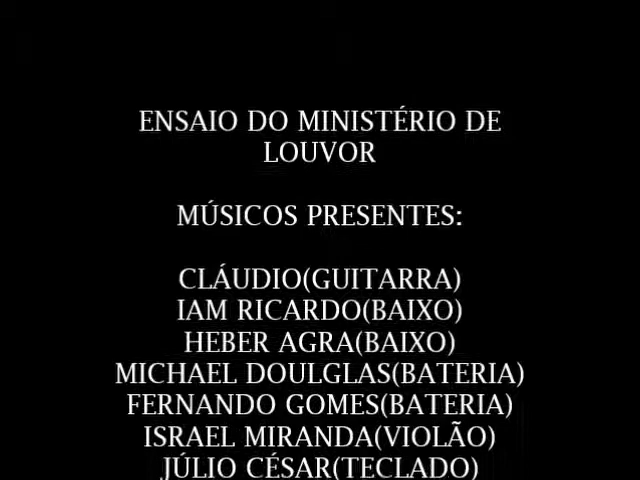 ENSAIO DO MINISTÉRIO DE
LOUVOR
MÚSICOS PRESENTES:
CLÁUDIO(GUITARRA)
IAM RICARDO(BAIXO)
HEBER AGRA(BAIXO)
MICHAEL DOULGLAS(BATERIA)
FERNANDO GOMES(BATERIA)
ISRAEL MIRANDA(VIOLÃO)
JÚLIO CÉSAR(TECLADO)